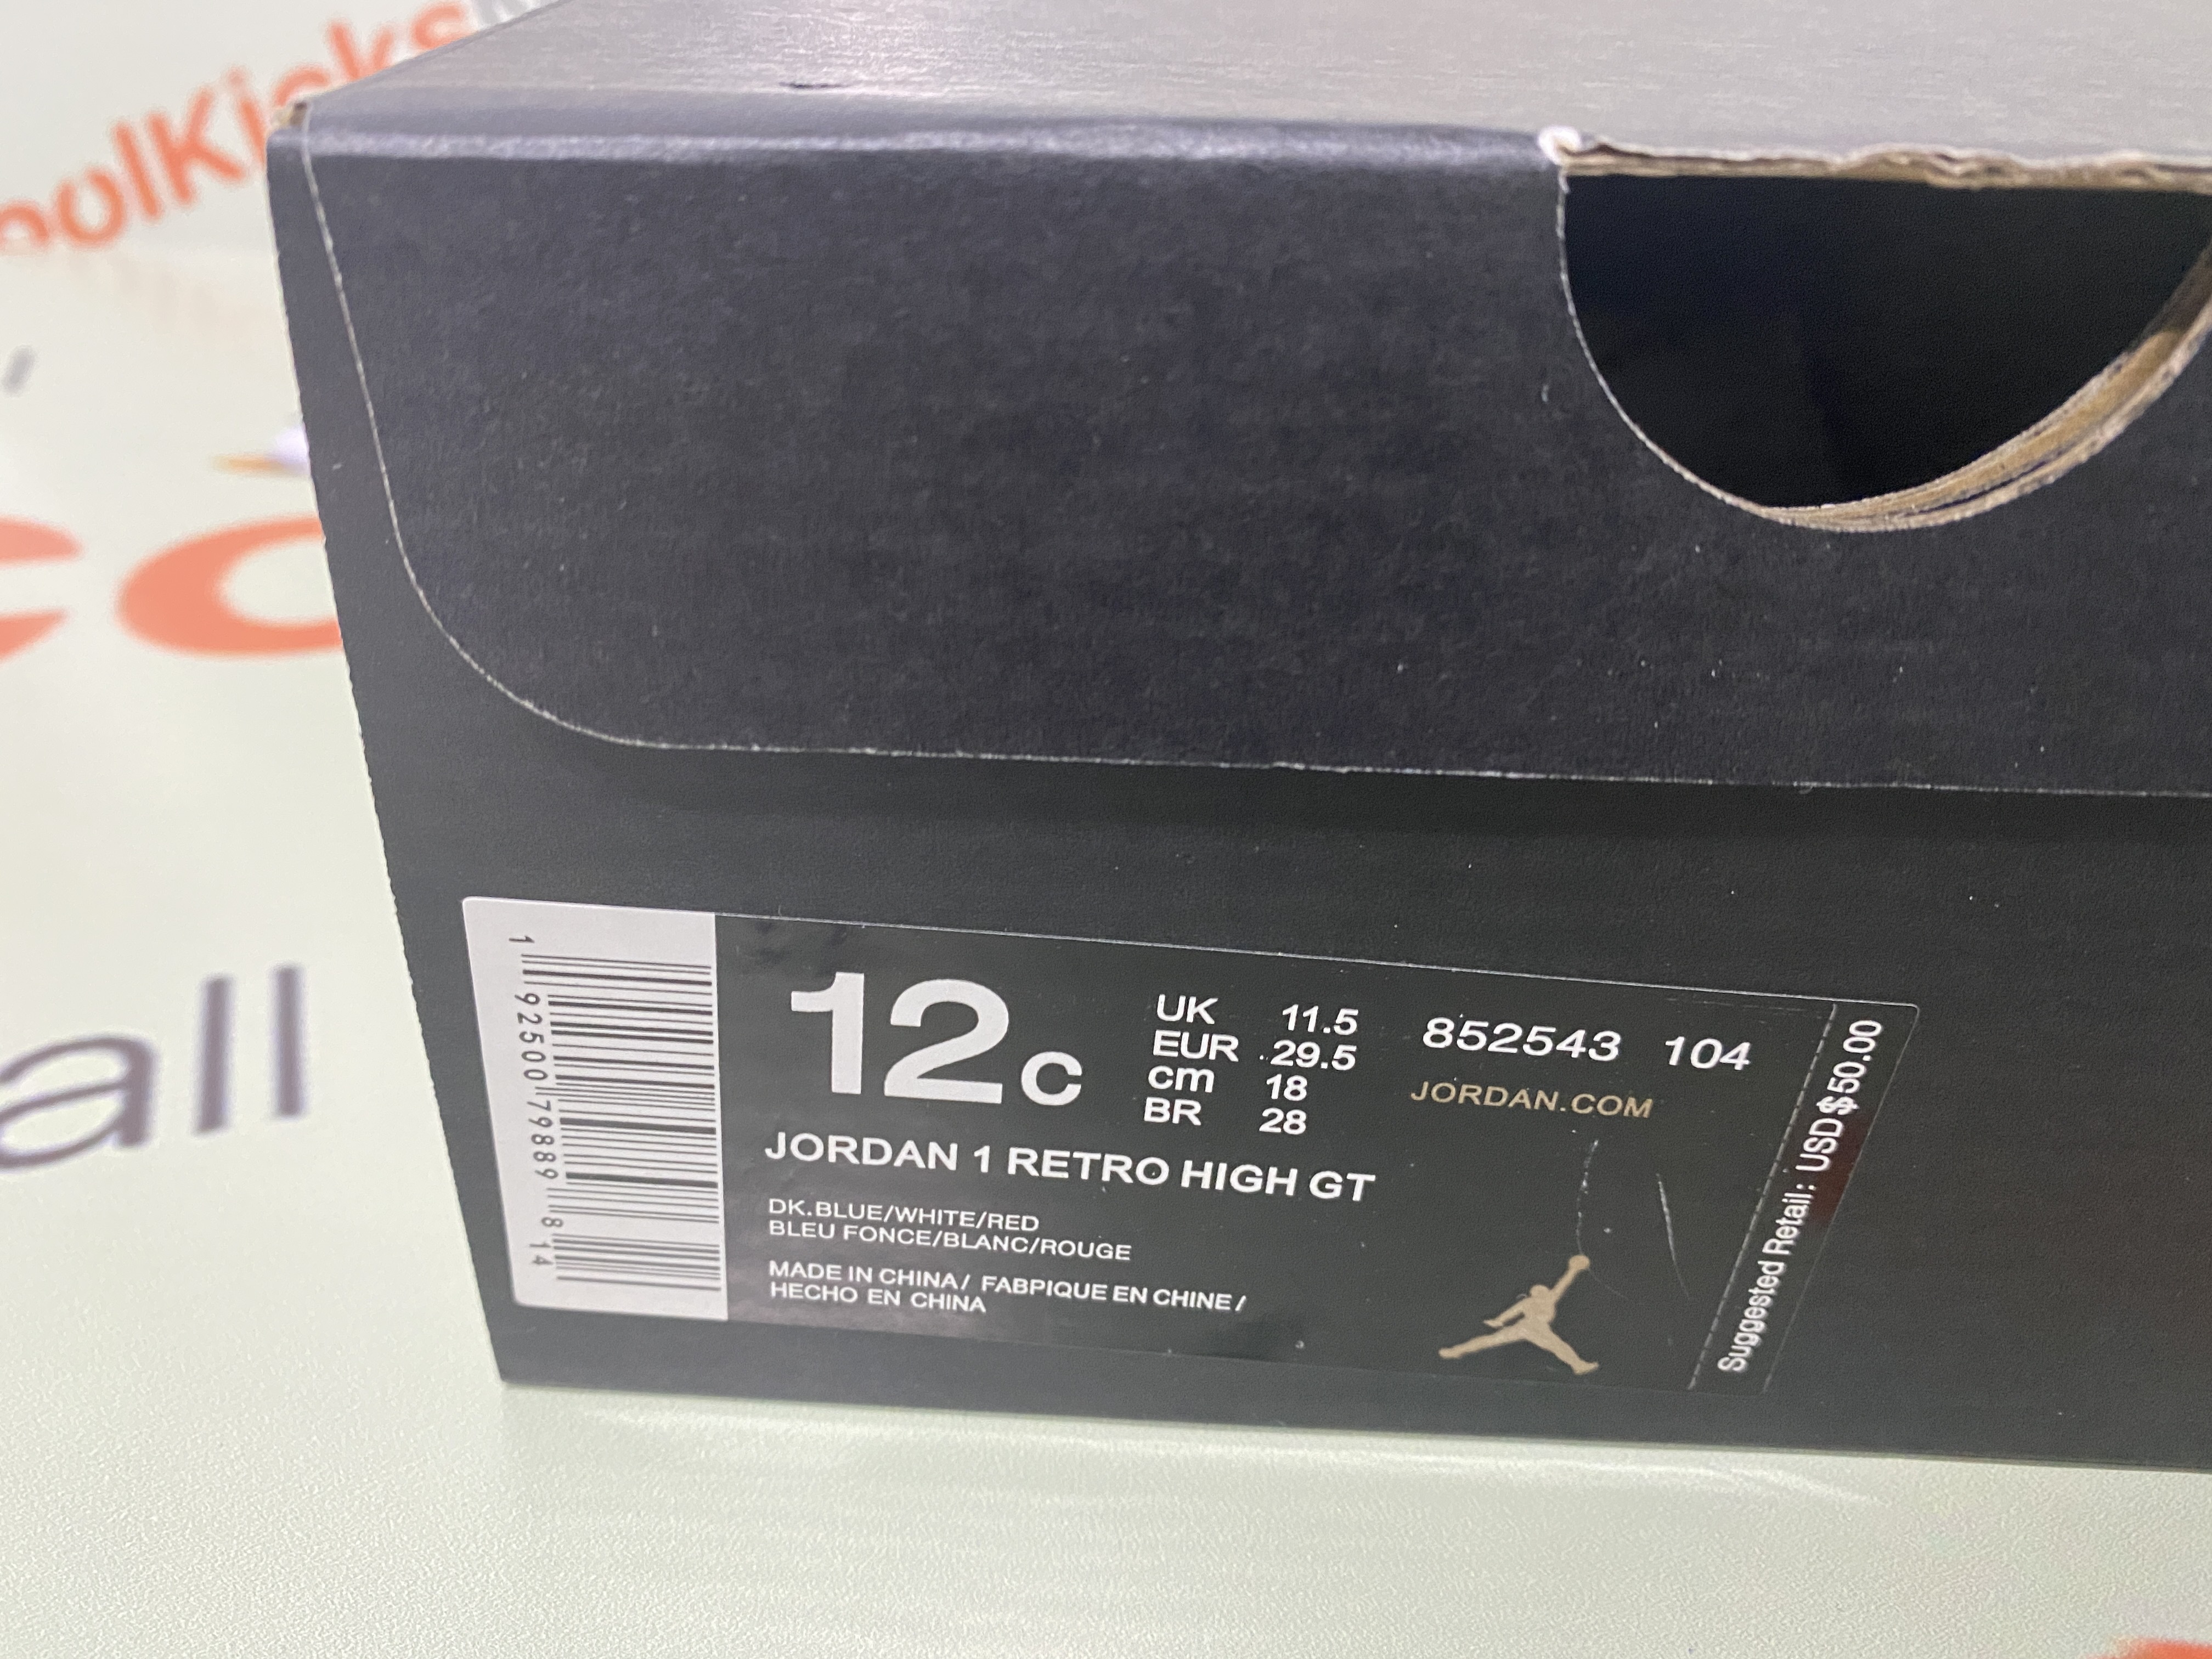 12c
UK 11.5
EUR 29.5
cm 18
BR 28
852543 104
JORDAN.COM
JORDAN 1 RETRO HIGH GT
DK.BLUE/WHITE/RED
BLEU FONCE/BLANC/ROUGE
MADE IN CHINA / FABPIQUE EN CHINE /
HECHO EN CHINA
Suggested Retail: USD$50.00
1 92500 79889 8 14
all